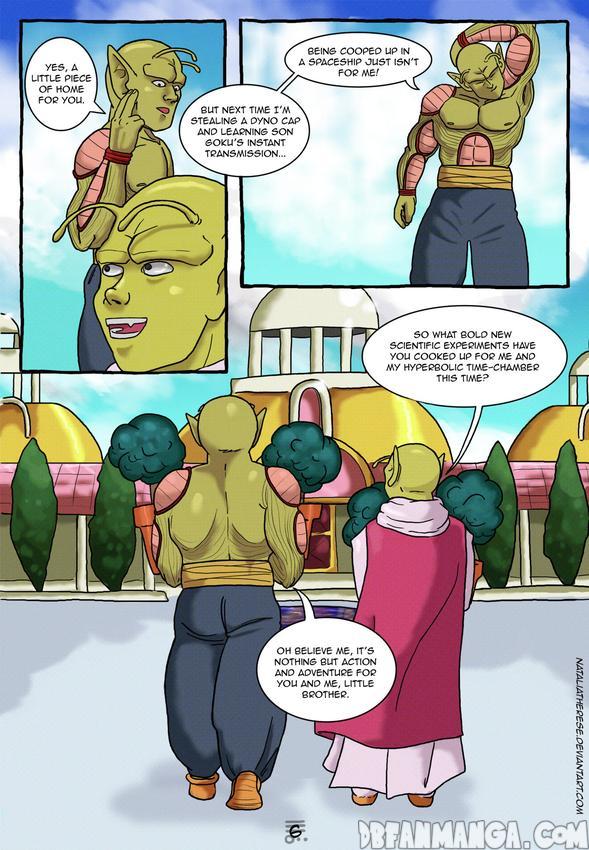 YES, A
LITTLE PIECE
OF HOME
FOR YOU.
BUT NEXT TIME I'M
STEALING A DYNO CAP
AND LEARNING SON
GOKU'S INSTANT
TRANSMISSION...
BEING COOPED UP IN
A SPACESHIP JUST ISN'T
FOR ME!
SO WHAT BOLD NEW
SCIENTIFIC EXPERIMENTS HAVE
YOU COOKED UP FOR ME AND
MY HYPERBOLIC TIME-CHAMBER
THIS TIME?
OH BELIEVE ME, IT'S
NOTHING BUT ACTION
AND ADVENTURE FOR
YOU AND ME, LITTLE
BROTHER.
NATALIATHERESE.DEVIANTART.COM
6
DBFANMANGA.COM